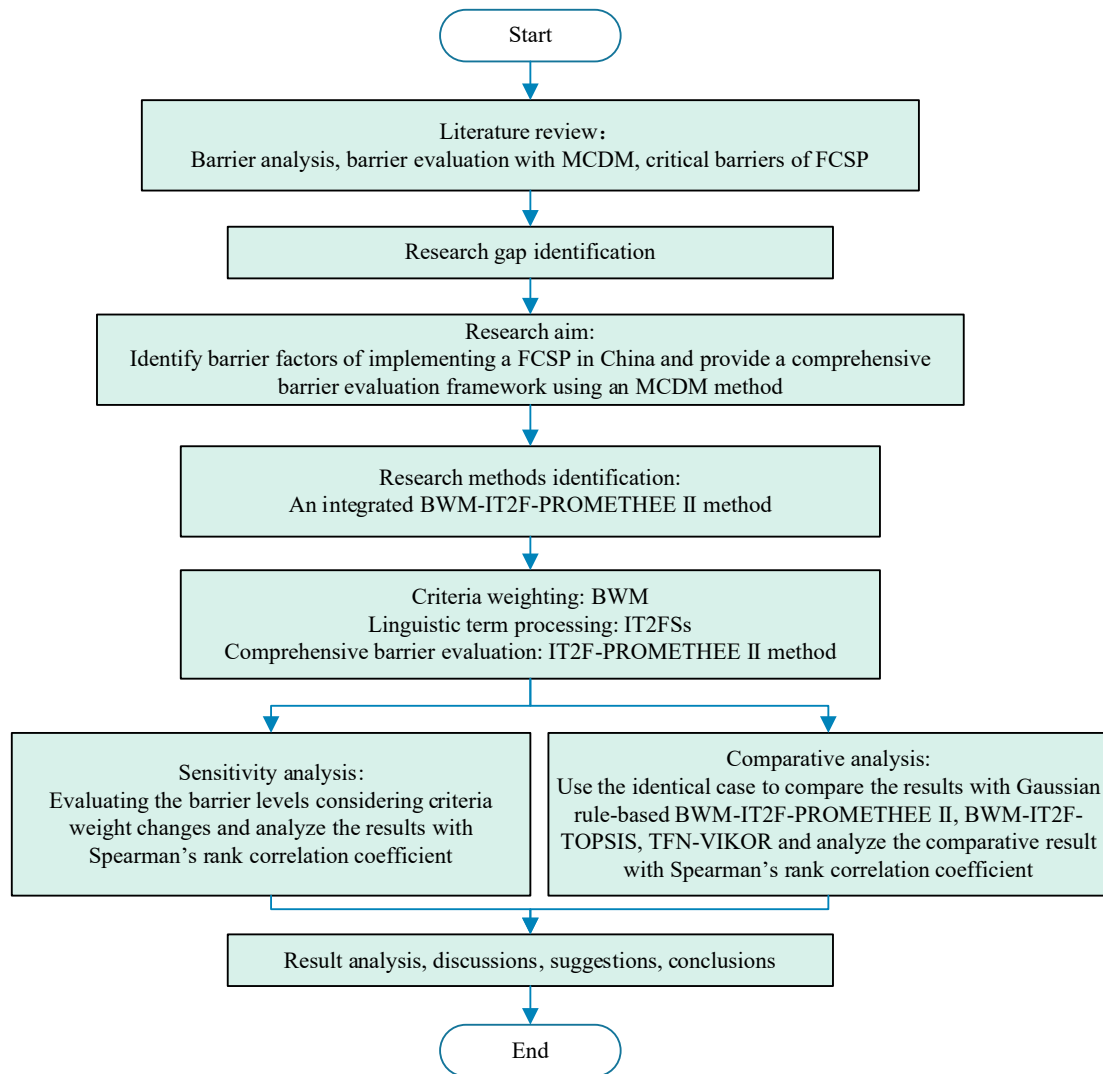 Start
Literature review：
Barrier analysis, barrier evaluation with MCDM, critical barriers of FCSP
Research gap identification
Research aim:
Identify barrier factors of implementing a FCSP in China and provide a comprehensive
barrier evaluation framework using an MCDM method
Research methods identification:
An integrated BWM-IT2F-PROMETHEE Ⅱ method
Criteria weighting: BWM
Linguistic term processing: IT2FSs
Comprehensive barrier evaluation: IT2F-PROMETHEE Ⅱ method
Sensitivity analysis:
Evaluating the barrier levels considering criteria
weight changes and analyze the results with
Spearman’s rank correlation coefficient
Comparative analysis:
Use the identical case to compare the results with Gaussian
rule-based BWM-IT2F-PROMETHEE Ⅱ, BWM-IT2F-
TOPSIS, TFN-VIKOR and analyze the comparative result
with Spearman’s rank correlation coefficient
Result analysis, discussions, suggestions, conclusions
End